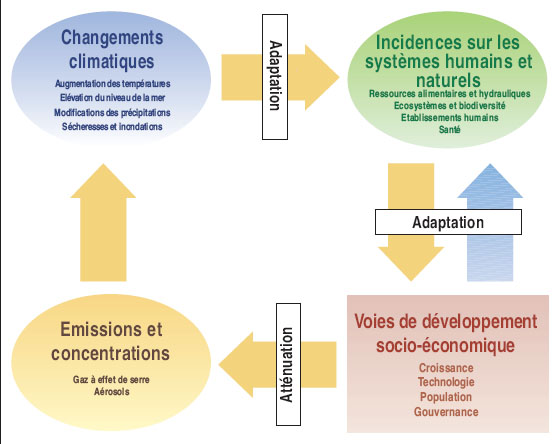 Changements
climatiques
Augmentation des températures
Elévation du niveau de la mer
Modifications des précipitations
Sécheresses et inondations
Adaptation
Incidences sur les
systèmes humains et
naturels
Ressources alimentaires et hydrauliques
Ecosystèmes et biodiversité
Etablissements humains
Santé
Adaptation
Emissions et
concentrations
Gaz à effet de serre
Aérosols
Atténuation
Voies de développement
socio-économique
Croissance
Technologie
Population
Gouvernance